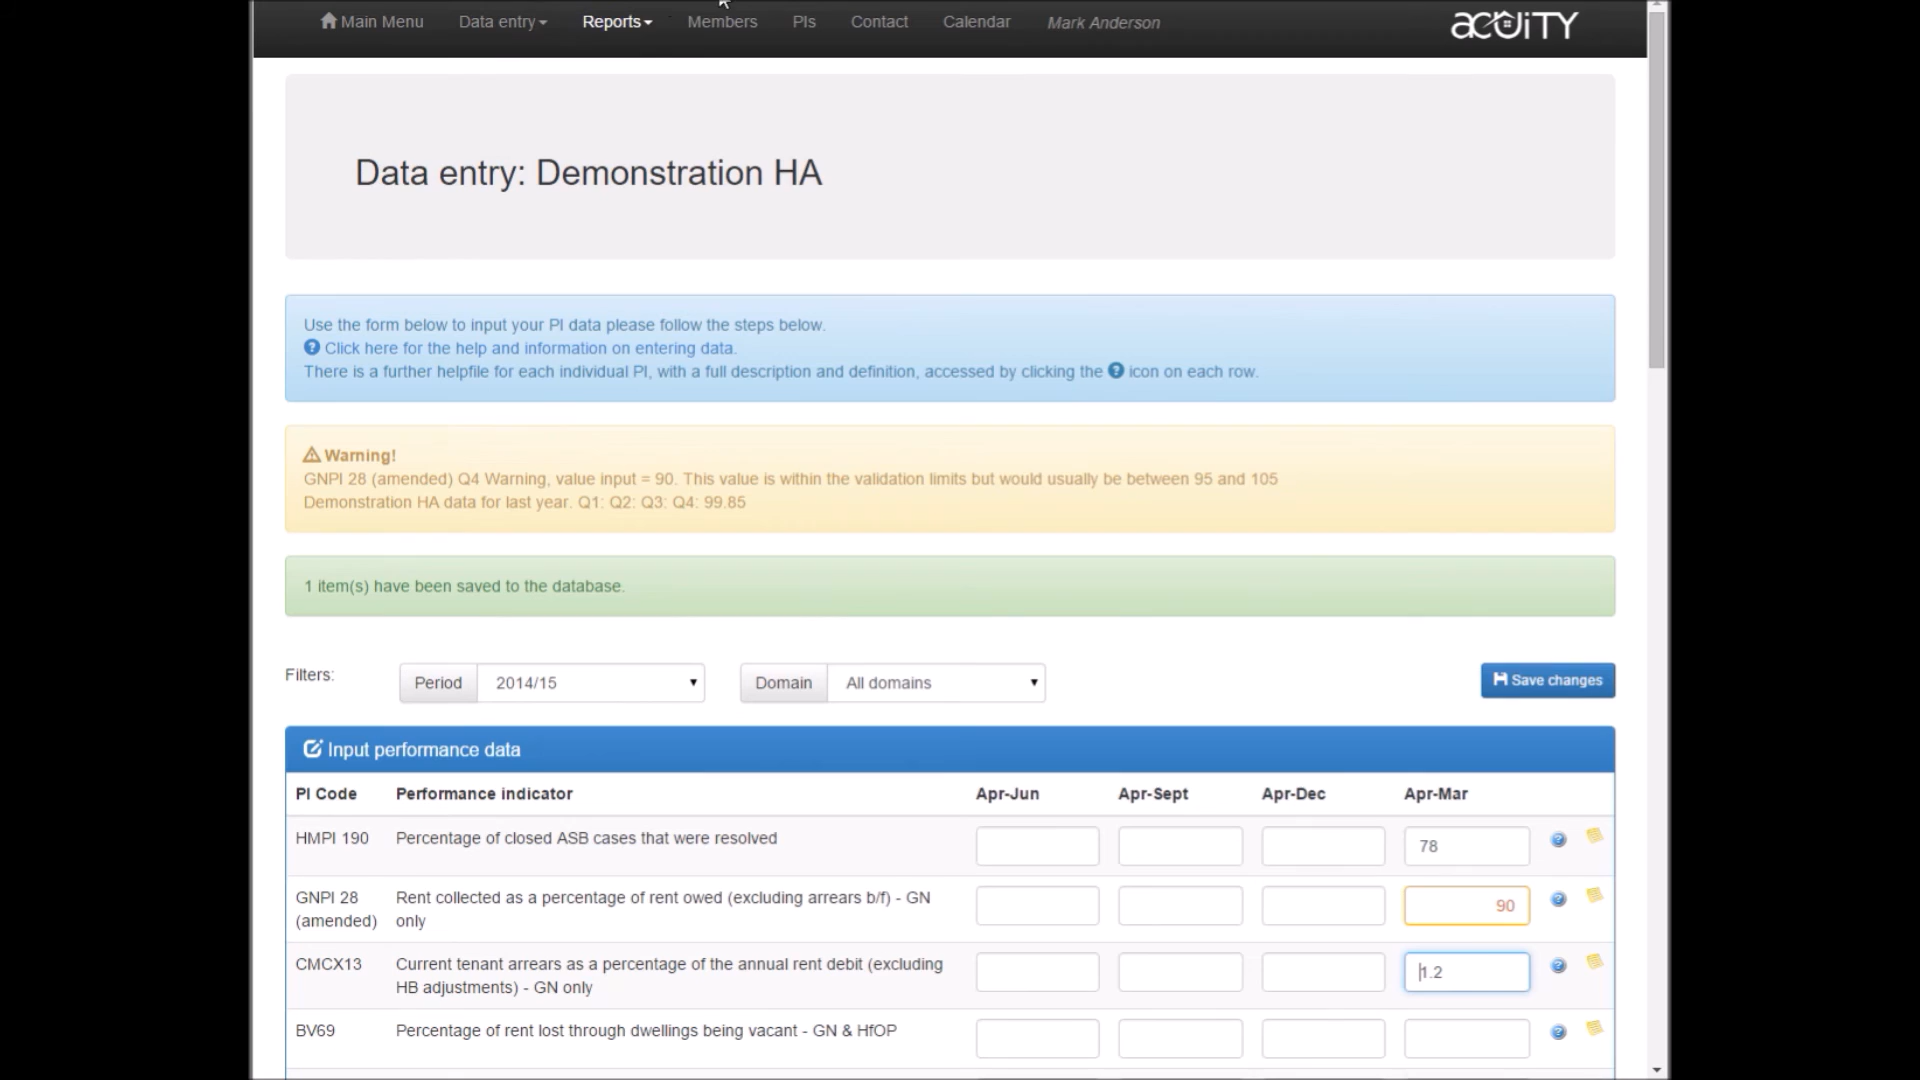 Main Menu Data entry Reports Members PIs Contact Calendar Mark Anderson acuity
Data entry: Demonstration HA
Use the form below to input your PI data please follow the steps below.
Click here for the help and information on entering data.
There is a further helpfile for each individual PI, with a full description and definition, accessed by clicking the ? icon on each row.
Warning!
GNPI 28 (amended) Q4 Warning, value input = 90. This value is within the validation limits but would usually be between 95 and 105
Demonstration HA data for last year. Q1: Q2: Q3: Q4: 99.85
1 item(s) have been saved to the database.
Filters: Period 2014/15 Domain All domains Save changes
Input performance data
PI Code Performance indicator Apr-Jun Apr-Sept Apr-Dec Apr-Mar
HMPI 190 Percentage of closed ASB cases that were resolved 78
GNPI 28 Rent collected as a percentage of rent owed (excluding arrears b/f) - GN 90
(amended) only
CMCX13 Current tenant arrears as a percentage of the annual rent debit (excluding 1.2
HB adjustments) - GN only
BV69 Percentage of rent lost through dwellings being vacant - GN & HfOP